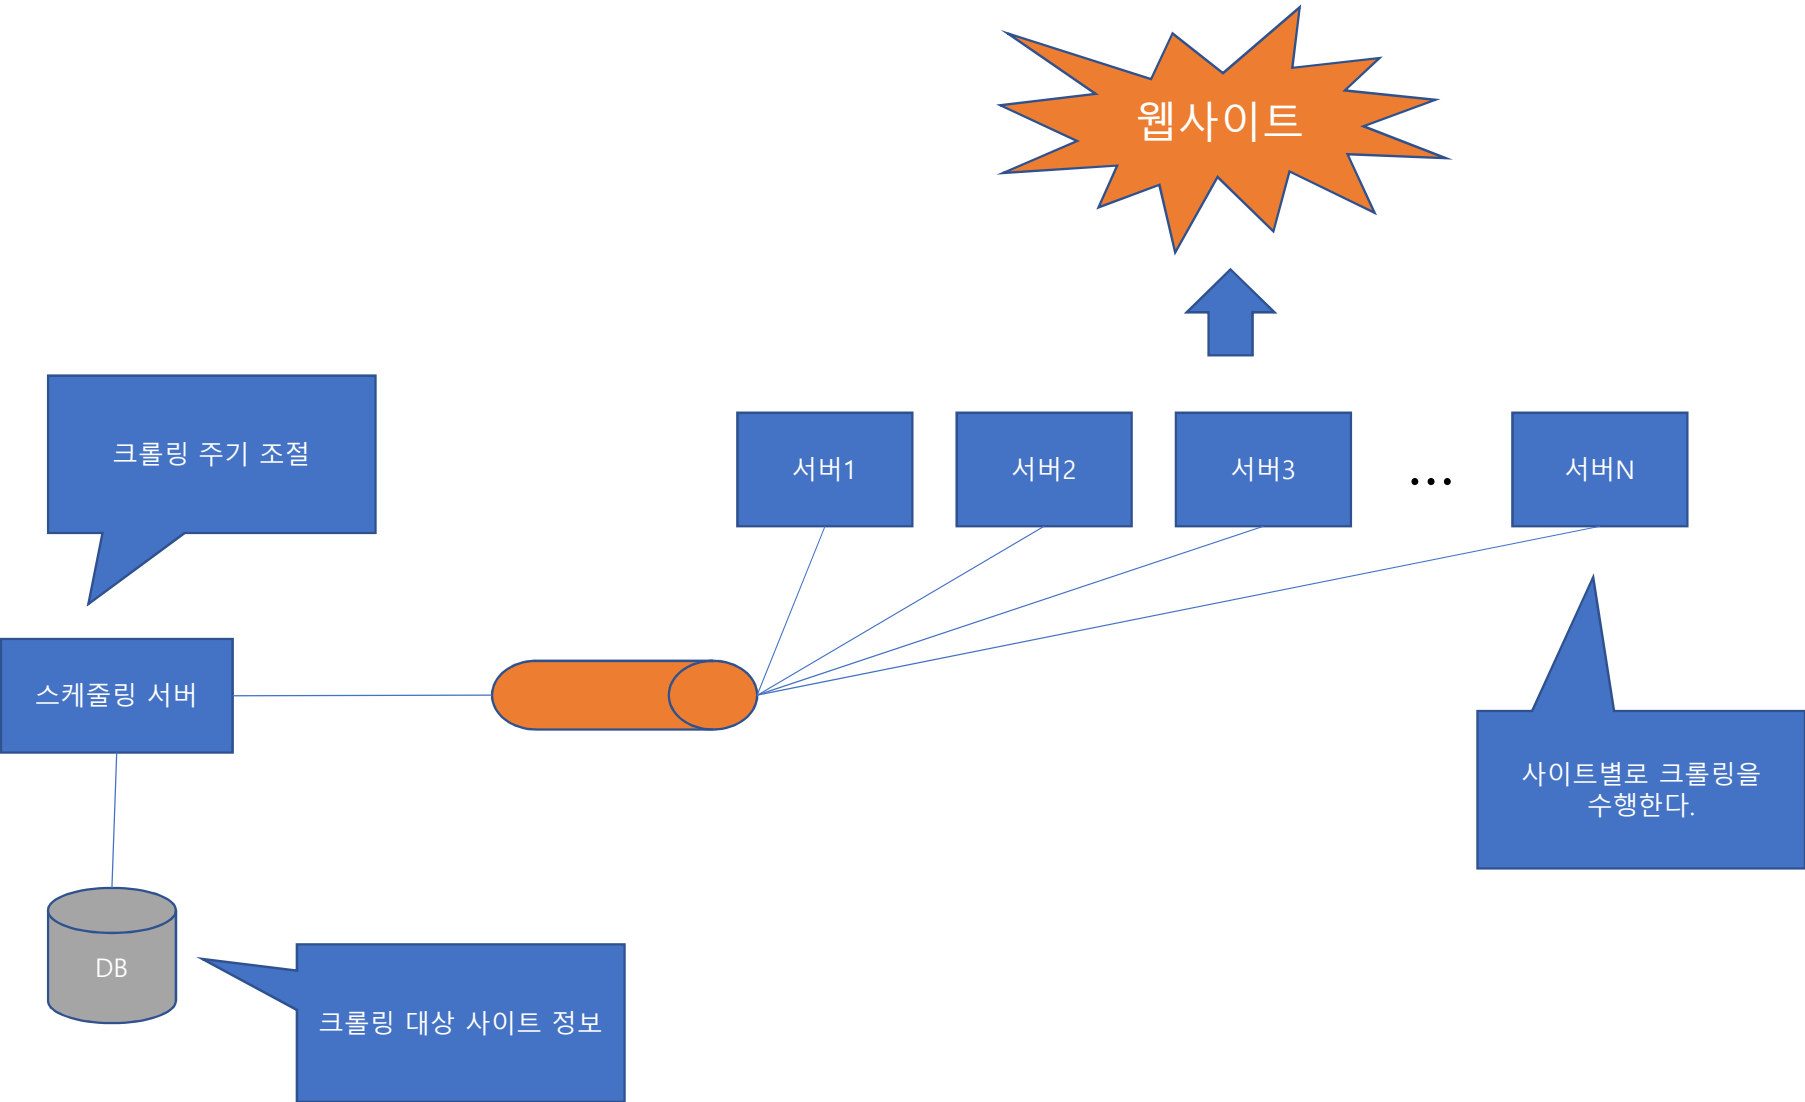 웹사이트
크롤링 주기 조절
서버1
서버2
서버3
...
서버N
스케줄링 서버
사이트별로 크롤링을
수행한다.
DB
크롤링 대상 사이트 정보